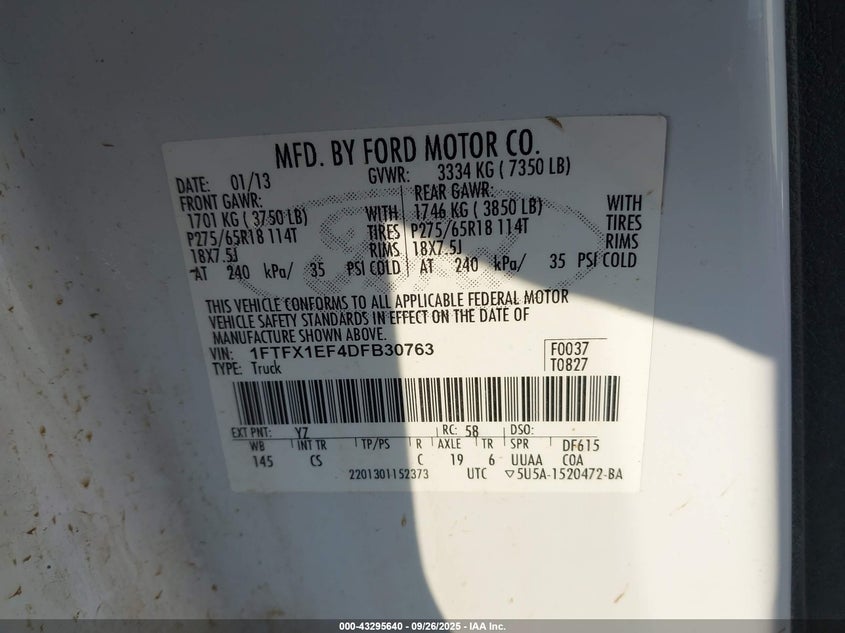 MFD. BY FORD MOTOR CO.
DATE: 01/13 GVWR: 3334 KG ( 7350 LB)
FRONT GAWR: REAR GAWR:
1701 KG ( 3750 LB) WITH 1746 KG ( 3850 LB) WITH
P275/65R18 114T TIRES P275/65R18 114T TIRES
18X7.5J RIMS 18X7.5J RIMS
AT 240 kPa/ 35 PSI COLD AT 240 kPa/ 35 PSI COLD
THIS VEHICLE CONFORMS TO ALL APPLICABLE FEDERAL MOTOR
VEHICLE SAFETY STANDARDS IN EFFECT ON THE DATE OF
MANUFACTURE SHOWN ABOVE.
VIN: 1FTFX1EF4DFB30763 F0037
TYPE: Truck T0827
EXT PNT: YZ RC: 58 DSO:
WB INT TR TP/PS R AXLE TR SPR DF615
145 CS C 19 6 UUAA COA
2201301152373 UTC ▽5U5A-1520472-BA
000-43295640 - 09/26/2025 - IAA Inc.